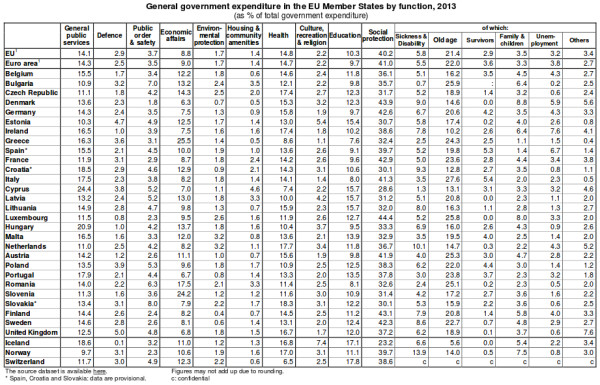 General government expenditure in the EU Member States by function, 2013
(as % of total government expenditure)
General public services Defence Public order & safety Economic affairs Environ-mental protection Housing & community amenities Health Culture, recreation & religion Education Social protection of which:
Sickness & Disability Old age Survivors Family & children Unem-ployment Others
EU¹ 14.1 2.9 3.7 8.8 1.7 1.4 14.8 2.2 10.3 40.2 5.8 21.4 2.9 3.5 3.2 3.4
Euro area¹ 14.3 2.5 3.5 9.0 1.7 1.4 14.7 2.2 9.7 41.0 5.5 22.0 3.6 3.3 3.8 2.7
Belgium 15.5 1.7 3.4 12.2 1.8 0.6 14.6 2.4 11.8 36.1 5.1 16.2 3.5 4.5 4.3 2.7
Bulgaria 10.9 3.2 7.0 13.2 2.4 3.5 12.1 2.2 9.8 35.7 0.7 25.9 - 6.4 0.2 2.5
Czech Republic 11.1 1.8 4.2 14.3 2.5 2.0 17.4 2.7 12.3 31.7 5.2 18.9 1.4 3.2 0.6 2.4
Denmark 13.6 2.3 1.8 6.3 0.7 0.5 15.3 3.2 12.3 43.9 9.0 14.6 0.0 8.8 5.9 5.6
Germany 14.3 2.4 3.5 7.5 1.3 0.9 15.8 1.9 9.7 42.6 6.7 20.6 4.2 3.5 4.3 3.3
Estonia 10.3 4.7 4.9 12.5 1.7 1.4 13.0 5.4 15.4 30.7 5.8 17.4 0.2 4.0 2.6 0.8
Ireland 16.5 1.0 3.9 7.5 1.6 1.6 17.4 1.8 10.2 38.6 7.8 10.2 2.6 6.4 7.6 4.1
Greece 16.3 3.6 3.1 25.5 1.4 0.5 8.6 1.1 7.6 32.4 2.5 24.3 2.5 1.1 1.5 0.4
Spain* 15.5 2.1 4.5 10.0 1.9 1.0 13.6 2.6 9.1 39.7 5.2 19.8 5.3 1.4 6.7 1.4
France 11.9 3.1 2.9 8.7 1.8 2.4 14.2 2.6 9.6 42.9 5.0 23.6 2.8 4.4 3.4 3.8
Croatia* 18.5 2.9 4.6 12.9 0.9 2.1 14.3 3.1 10.6 30.1 9.3 12.8 2.7 3.5 0.8 1.1
Italy 17.5 2.3 3.8 8.2 1.8 1.4 14.1 1.4 8.0 41.3 3.5 27.6 5.4 2.0 2.3 0.5
Cyprus 24.4 3.8 5.2 7.0 1.1 4.6 7.4 2.2 15.7 28.6 1.3 13.1 3.1 3.3 3.2 4.6
Latvia 13.2 2.4 5.2 13.0 1.8 3.3 10.0 4.2 15.7 31.2 5.1 20.8 0.5 2.3 1.1 2.0
Lithuania 14.9 2.8 4.7 9.8 1.3 0.7 15.9 2.3 15.7 32.0 8.0 16.3 1.1 2.8 1.3 2.7
Luxembourg 11.5 0.8 2.3 9.5 2.6 1.6 11.9 2.6 12.7 44.4 5.2 25.8 0.0 8.0 3.3 2.0
Hungary 20.9 1.0 4.2 13.7 1.8 1.6 10.4 3.7 9.5 33.3 6.9 16.0 2.6 4.3 0.9 2.6
Malta 16.5 1.6 3.3 12.0 3.2 0.8 13.6 2.1 13.9 32.9 3.5 19.5 4.0 2.5 1.4 2.0
Netherlands 11.0 2.5 4.2 8.2 3.2 1.1 17.7 3.4 11.8 36.7 10.1 14.7 0.3 2.2 4.3 5.2
Austria 14.2 1.2 2.6 11.1 1.0 0.7 15.6 1.9 9.8 41.9 4.0 25.3 3.0 4.7 2.8 2.2
Poland 13.5 3.9 5.3 9.6 1.8 1.7 10.9 2.5 12.5 38.3 6.2 22.0 4.4 3.0 1.4 1.2
Portugal 17.9 2.1 4.4 6.7 0.8 1.4 13.3 2.0 13.5 37.9 3.0 23.8 3.7 2.3 3.2 1.8
Romania 14.0 2.2 6.3 17.5 2.3 3.3 11.4 2.5 8.1 32.6 2.4 25.1 0.2 2.3 0.5 2.0
Slovenia 11.3 1.6 3.6 24.2 1.2 1.2 11.6 3.1 10.9 31.5 4.2 17.8 2.7 3.6 1.6 2.2
Slovakia* 13.4 3.1 8.0 7.9 2.2 1.7 18.3 3.1 12.2 30.1 5.3 15.9 2.2 3.6 0.6 2.5
Finland 14.4 2.6 2.4 8.2 0.4 0.7 14.5 2.5 11.2 43.1 7.9 20.8 1.4 5.8 4.0 3.3
Sweden 14.6 2.8 2.6 8.1 0.6 1.4 13.1 2.0 12.4 42.3 8.6 22.7 0.7 4.8 2.9 2.7
United Kingdom 12.5 5.0 4.8 6.8 1.8 1.5 16.7 1.7 12.0 37.2 6.2 18.9 0.1 3.7 0.6 7.6
Iceland 18.6 0.1 3.2 11.0 1.2 1.3 16.8 7.4 17.1 23.2 6.6 5.6 0.0 5.4 2.2 3.4
Norway 9.7 3.1 2.3 10.6 1.9 1.6 17.0 3.1 11.1 39.7 13.9 14.0 0.5 7.5 0.8 3.0
Switzerland 11.7 3.0 4.9 12.3 2.2 0.6 6.5 2.5 17.8 38.6 c c c c c c
The source dataset is available here. Figures may not add up due to rounding.
* Spain, Croatia and Slovakia: data are provisional. c: confidential